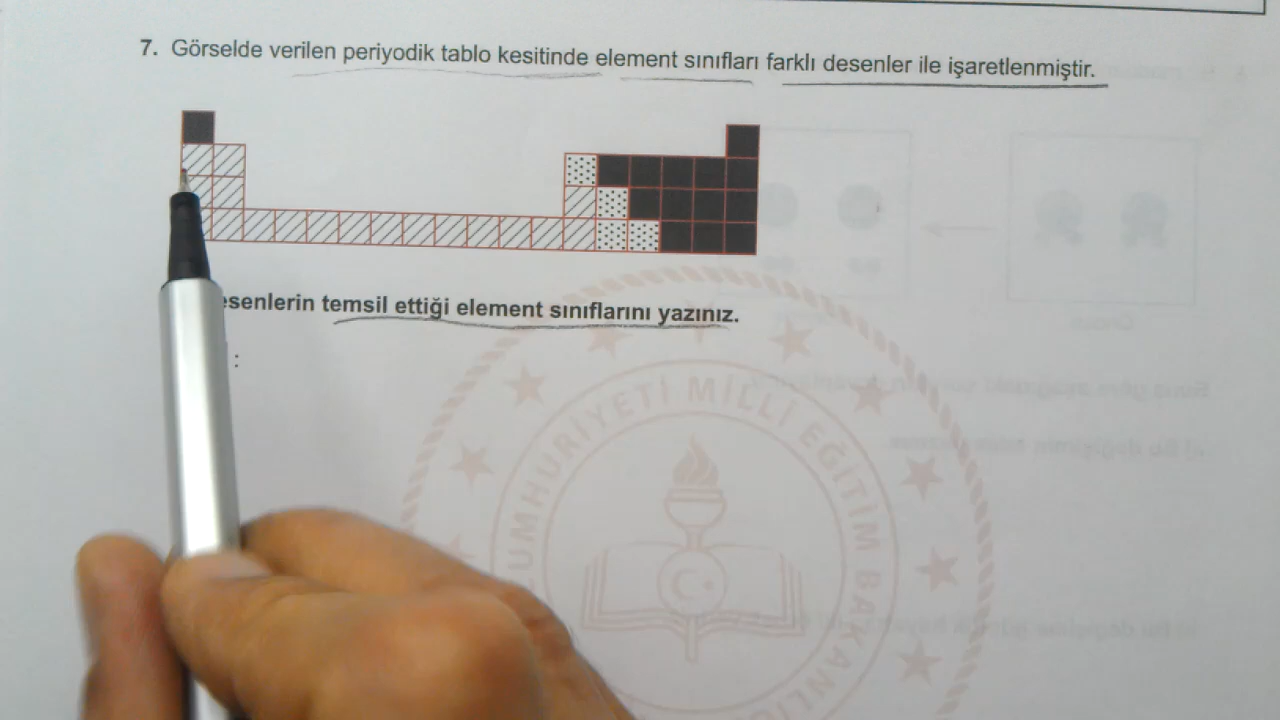 7. Görselde verilen periyodik tablo kesitinde element sınıfları farklı desenler ile işaretlenmiştir.
esenlerin temsil ettiği element sınıflarını yazınız.
:
CUMHURİYETİ MİLLÎ EĞİTİM BAKANLI